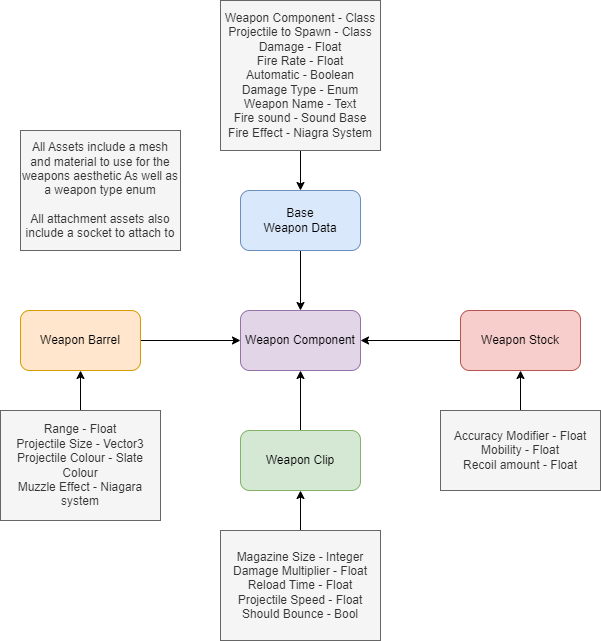 Weapon Component - Class
Projectile to Spawn - Class
Damage - Float
Fire Rate - Float
Automatic - Boolean
Damage Type - Enum
Weapon Name - Text
Fire sound - Sound Base
Fire Effect - Niagra System
All Assets include a mesh
and material to use for the
weapons aesthetic As well as
a weapon type enum
All attachment assets also
include a socket to attach to
Base
Weapon Data
Weapon Barrel
Weapon Component
Weapon Stock
Range - Float
Projectile Size - Vector3
Projectile Colour - Slate
Colour
Muzzle Effect - Niagara
system
Weapon Clip
Accuracy Modifier - Float
Mobility - Float
Recoil amount - Float
Magazine Size - Integer
Damage Multiplier - Float
Reload Time - Float
Projectile Speed - Float
Should Bounce - Bool